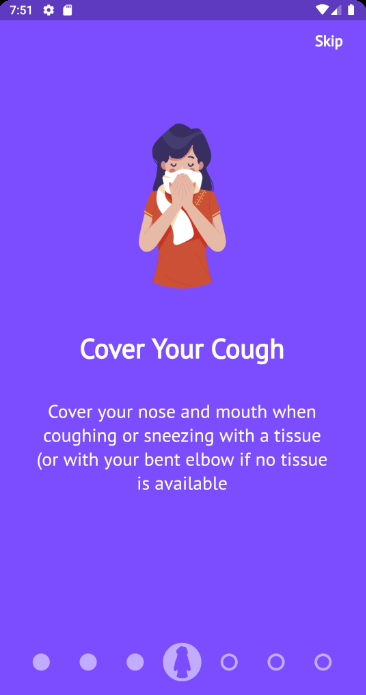 7:51
Skip
Cover Your Cough
Cover your nose and mouth when
coughing or sneezing with a tissue
(or with your bent elbow if no tissue
is available